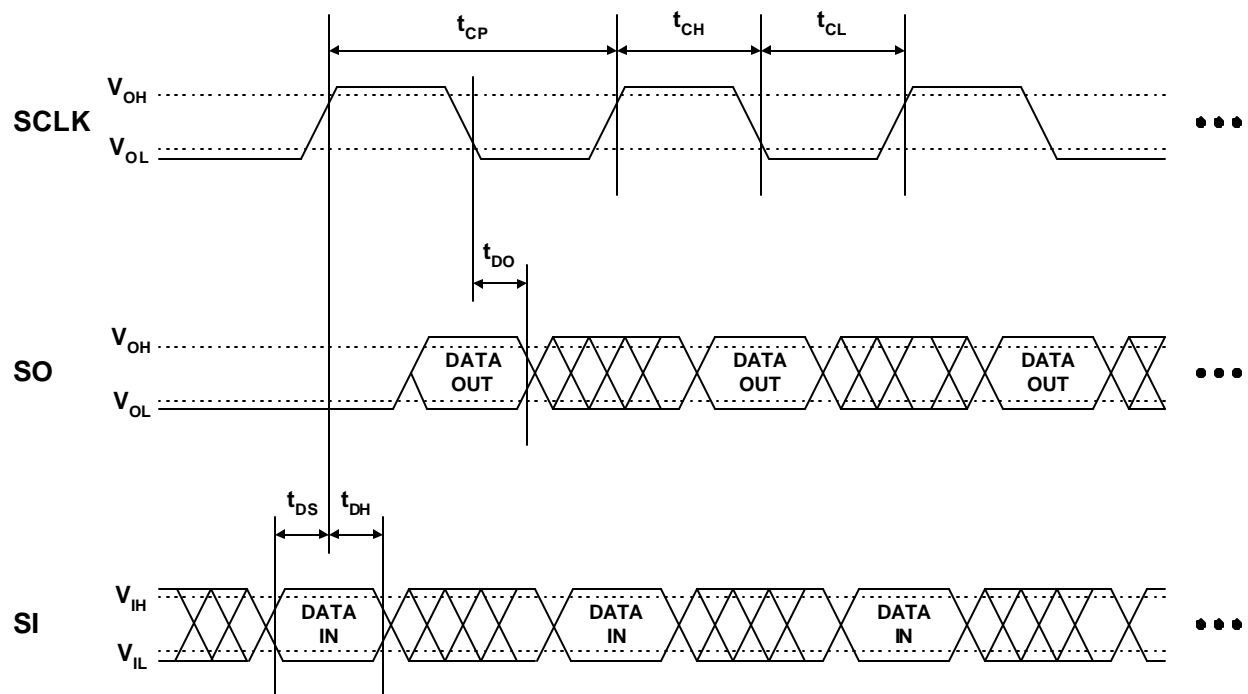 tCP tCH tCL
VOH
SCLK
VOL
tDO
VOH
SO DATA OUT DATA OUT DATA OUT
VOL
tDS tDH
VIH
SI DATA IN DATA IN DATA IN
VIL